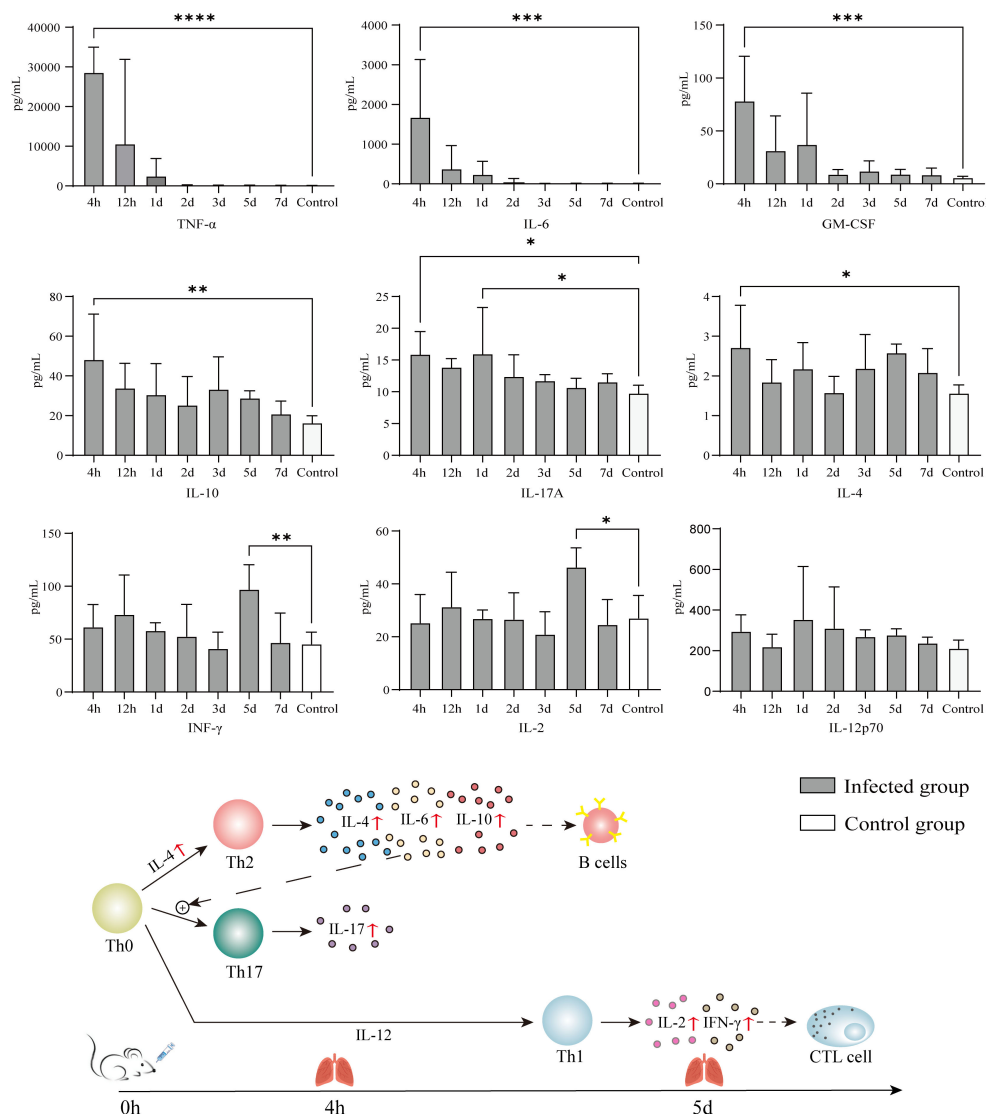 ****
40000
30000
20000
10000
0
pg/mL
4h 12h 1d 2d 3d 5d 7d Control
TNF-α
***
6000
4000
3000
2000
1000
0
pg/mL
4h 12h 1d 2d 3d 5d 7d Control
IL-6
***
150
100
50
0
pg/mL
4h 12h 1d 2d 3d 5d 7d Control
GM-CSF
**
80
60
40
20
0
pg/mL
4h 12h 1d 2d 3d 5d 7d Control
IL-10
*
*
25
20
15
10
5
0
pg/mL
4h 12h 1d 2d 3d 5d 7d Control
IL-17A
*
4
3
2
1
0
pg/mL
4h 12h 1d 2d 3d 5d 7d Control
IL-4
**
150
100
50
0
pg/mL
4h 12h 1d 2d 3d 5d 7d Control
INF-γ
*
60
40
20
0
pg/mL
4h 12h 1d 2d 3d 5d 7d Control
IL-2
800
600
400
200
0
pg/mL
4h 12h 1d 2d 3d 5d 7d Control
IL-12p70
Infected group
Control group
IL-4↑
Th2
IL-4↑ IL-6↑ IL-10↑
B cells
Th0
+
Th17
IL-17↑
IL-12
Th1
IL-2↑ IFN-γ↑
CTL cell
0h 4h 5d